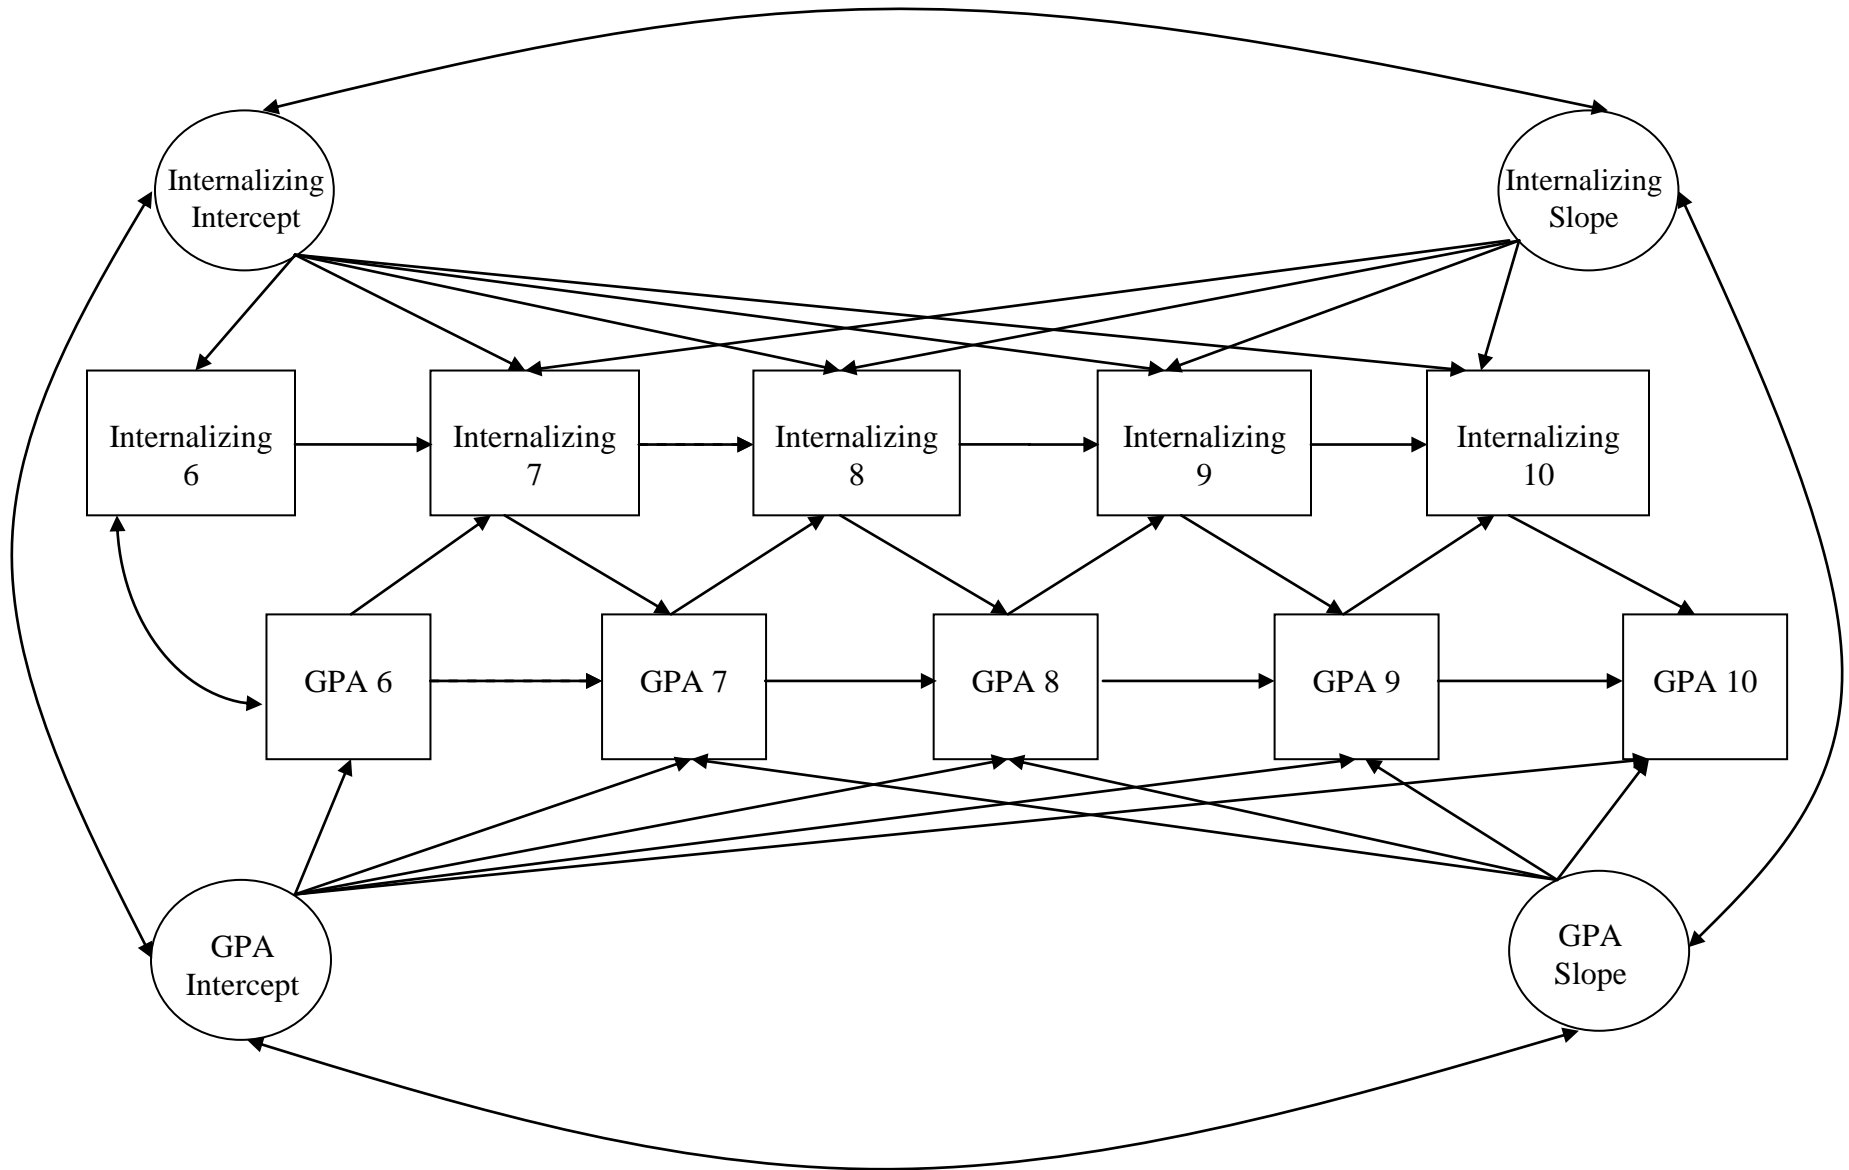 Internalizing
Intercept
Internalizing
Slope
Internalizing
6
Internalizing
7
Internalizing
8
Internalizing
9
Internalizing
10
GPA 6
GPA 7
GPA 8
GPA 9
GPA 10
GPA
Intercept
GPA
Slope